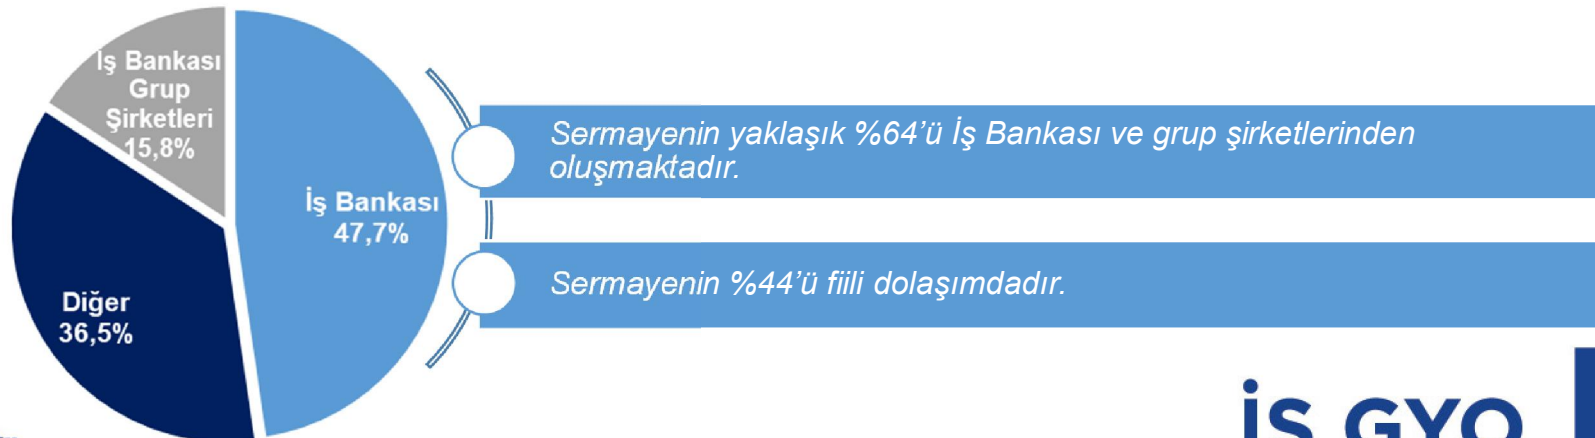 İş Bankası
Grup
Şirketleri
15,8%
İş Bankası
47,7%
Diğer
36,5%
Sermayenin yaklaşık %64’ü İş Bankası ve grup şirketlerinden
oluşmaktadır.
Sermayenin %44’ü fiili dolaşımdadır.
İŞ GYO